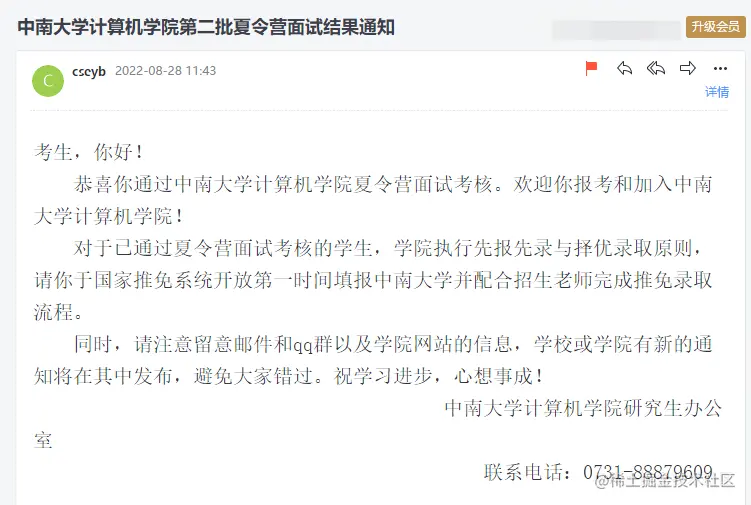 中南大学计算机学院第二批夏令营面试结果通知
升级会员
C
cseyb 2022-08-28 11:43
详情
考生，你好！
恭喜你通过中南大学计算机学院夏令营面试考核。欢迎你报考和加入中南
大学计算机学院！
对于已通过夏令营面试考核的学生，学院执行先报先录与择优录取原则，
请你于国家推免系统开放第一时间填报中南大学并配合招生老师完成推免录取
流程。
同时，请注意留意邮件和qq群以及学院网站的信息，学校或学院有新的通
知将在其中发布，避免大家错过。祝学习进步，心想事成！
中南大学计算机学院研究生办公
室
联系电话：0731-88879609
@稀土掘金技术社区